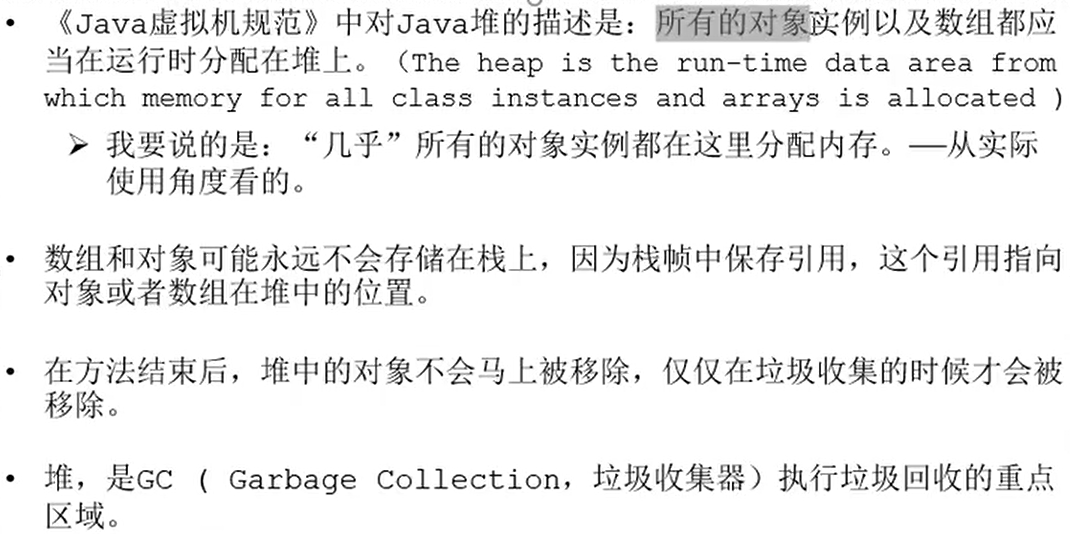 • 《Java虚拟机规范》中对Java堆的描述是：所有的对象实例以及数组都应
当在运行时分配在堆上。（The heap is the run-time data area from
which memory for all class instances and arrays is allocated )
➢ 我要说的是：“几乎”所有的对象实例都在这里分配内存。—从实际
使用角度看的。
• 数组和对象可能永远不会存储在栈上，因为栈帧中保存引用，这个引用指向
对象或者数组在堆中的位置。
• 在方法结束后，堆中的对象不会马上被移除，仅仅在垃圾收集的时候才会被
移除。
• 堆，是GC ( Garbage Collection，垃圾收集器）执行垃圾回收的重点
区域。